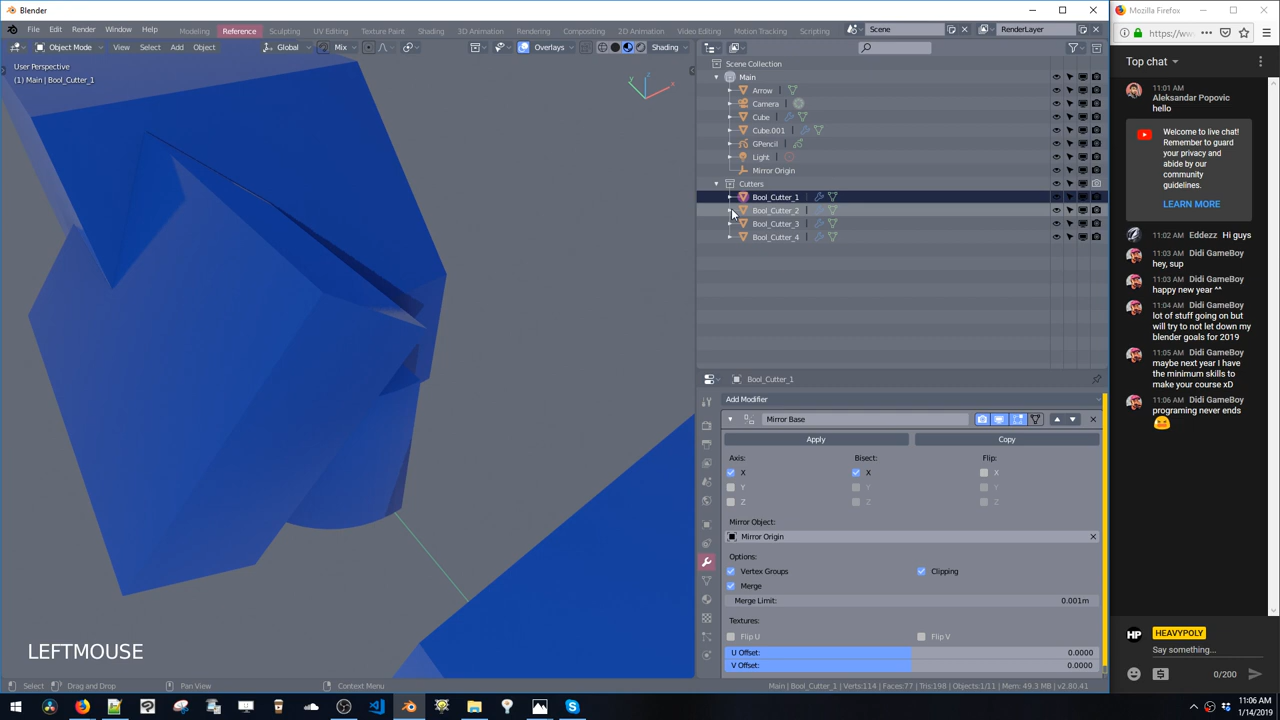 Blender
Mozilla Firefox
File Edit Render Window Help Modeling Reference Sculpting UV Editing Texture Paint Shading 3D Animation Rendering Compositing 2D Animation Video Editing Motion Tracking Scripting Scene RenderLayer
https://ww
Object Mode View Select Add Object Global Mix Overlays Shading
User Perspective
(1) Main | Bool_Cutter_1
Scene Collection
Main
Arrow
Camera
Cube
Cube.001
GPencil
Light
Mirror Origin
Cutters
Bool_Cutter_1
Bool_Cutter_2
Bool_Cutter_3
Bool_Cutter_4
Bool_Cutter_1
Add Modifier
Mirror Base
Apply Copy
Axis: Bisect: Flip:
X X X
Y Y Y
Z Z Z
Mirror Object:
Mirror Origin
Options:
Vertex Groups Clipping
Merge
Merge Limit: 0.001m
Textures:
Flip U Flip V
U Offset: 0.0000
V Offset: 0.0000
LEFTMOUSE
Select Drag and Drop Pan View Context Menu Main | Bool_Cutter_1 | Verts:114 | Faces:77 | Tris:198 | Objects:1/11 | Mem: 49.3 MB | v2.80.41
Top chat
11:01 AM
Aleksandar Popovic
hello
Welcome to live chat!
Remember to guard
your privacy and
abide by our
community
guidelines.
LEARN MORE
11:02 AM Eddezz Hi guys
11:03 AM Didi GameBoy
hey, sup
11:03 AM Didi GameBoy
happy new year ^^
11:04 AM Didi GameBoy
lot of stuff going on but
will try to not let down my
blender goals for 2019
11:05 AM Didi GameBoy
maybe next year I have
the minimum skills to
make your course xD
11:06 AM Didi GameBoy
programing never ends
HP HEAVYPOLY
Say something...
0/200
11:06 AM
1/14/2019